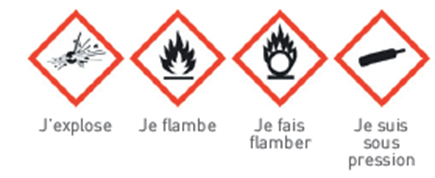 J'explose
Je flambe
Je fais
flamber
Je suis
sous
pression